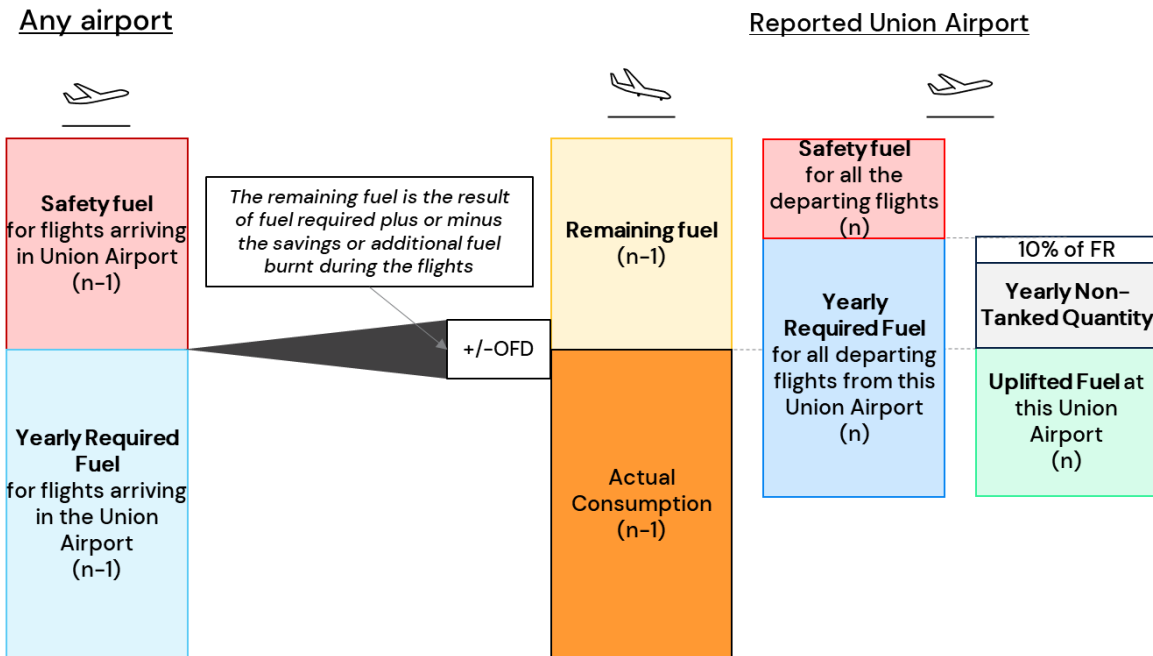 Any airport
Reported Union Airport
Safety fuel
for flights arriving
in Union Airport
(n-1)
Yearly Required
Fuel
for flights arriving
in the Union
Airport
(n-1)
The remaining fuel is the result
of fuel required plus or minus
the savings or additional fuel
burnt during the flights
+/-OFD
Remaining fuel
(n-1)
Actual
Consumption
(n-1)
Safety fuel
for all the
departing flights
(n)
Yearly
Required Fuel
for all departing
flights from this
Union Airport
(n)
10% of FR
Yearly Non-
Tanked Quantity
Uplifted Fuel at
this Union
Airport
(n)